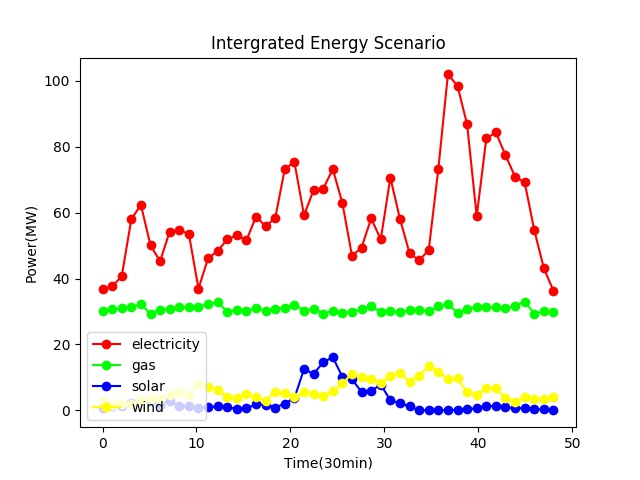 Intergrated Energy Scenario
100
80
60
40
20
0
Power(MW)
electricity
gas
solar
wind
0 10 20 30 40 50
Time(30min)